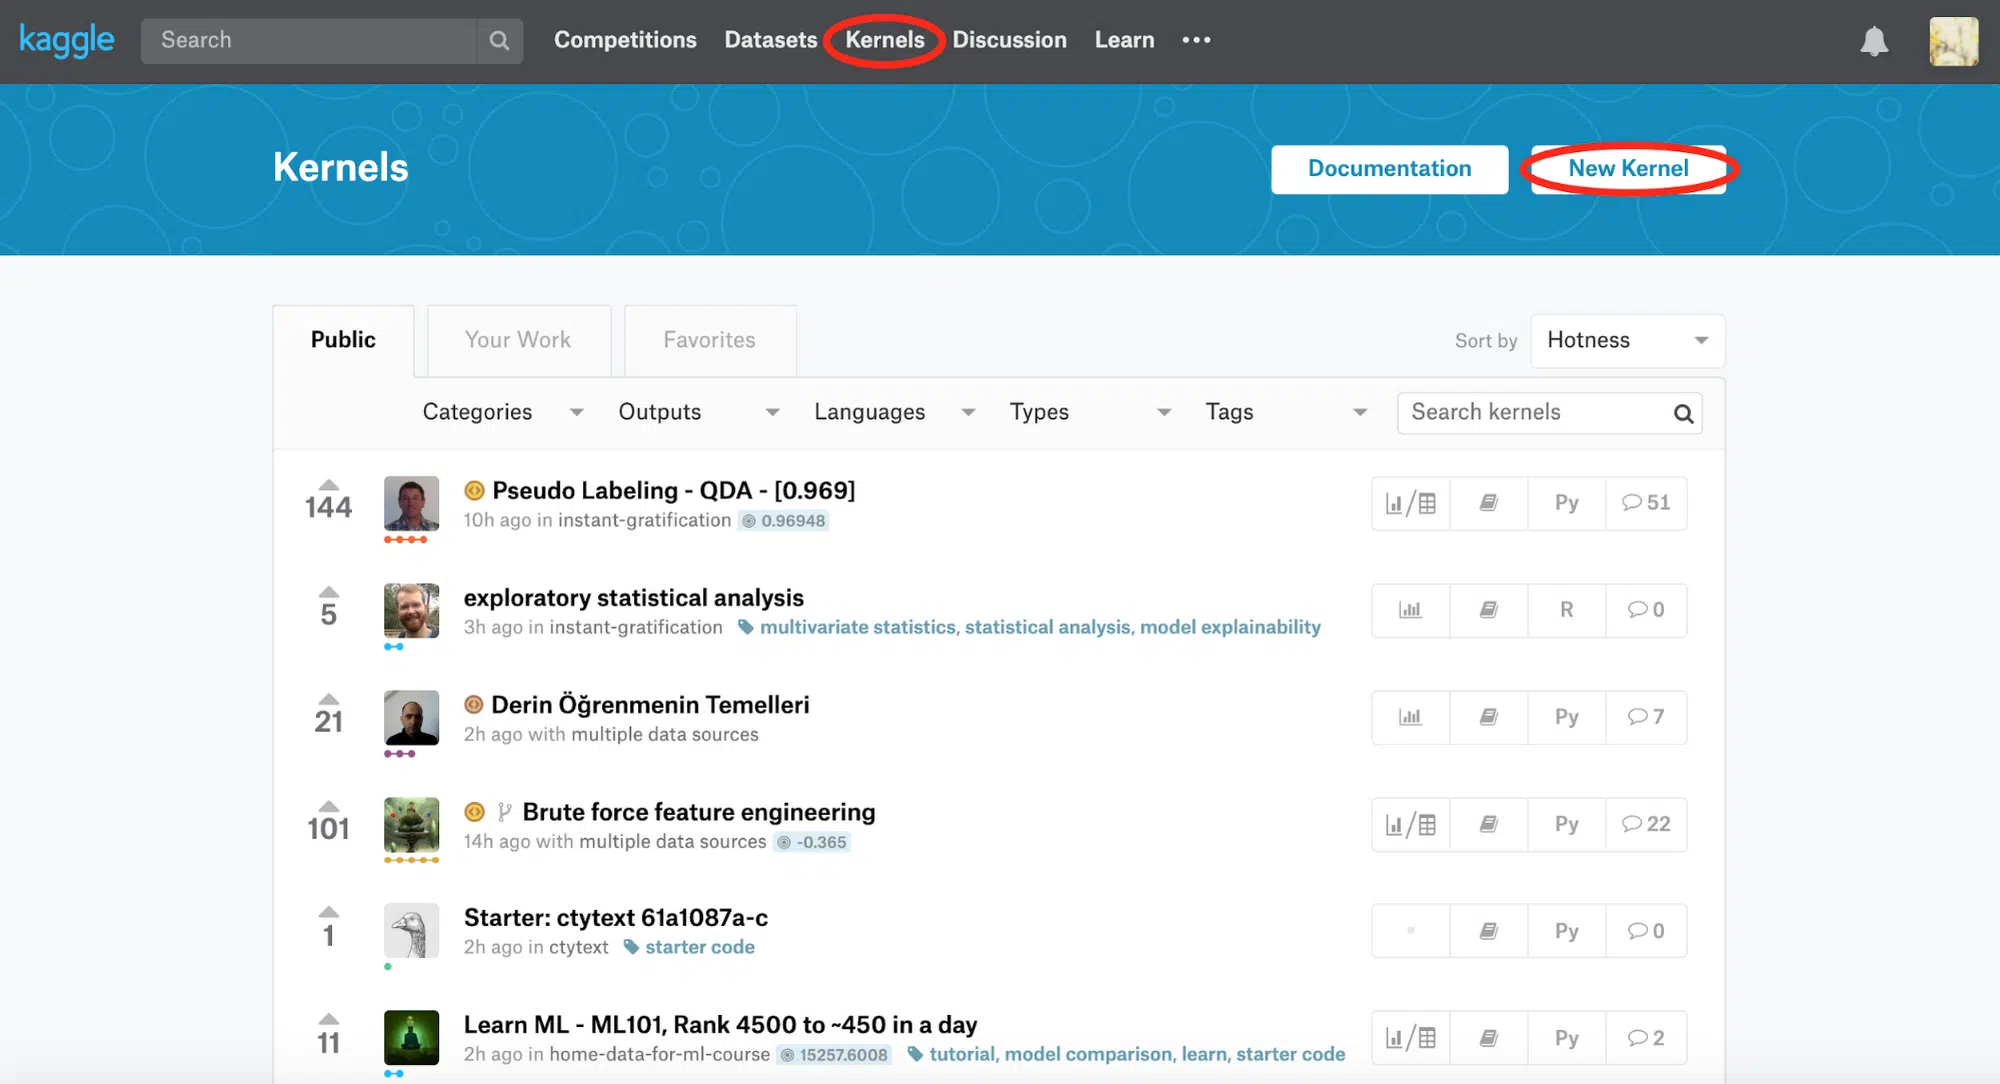 kaggle Search Competitions Datasets Kernels Discussion Learn •••
Kernels Documentation New Kernel
Public Your Work Favorites Sort by Hotness
Categories Outputs Languages Types Tags Search kernels
144 Pseudo Labeling - QDA - [0.969] Py 51
10h ago in instant-gratification 0.96948
5 exploratory statistical analysis R 0
3h ago in instant-gratification multivariate statistics, statistical analysis, model explainability
21 Derin Öğrenmenin Temelleri Py 7
2h ago with multiple data sources
101 Brute force feature engineering Py 22
14h ago with multiple data sources -0.365
1 Starter: ctytext 61a1087a-c Py 0
2h ago in ctytext starter code
11 Learn ML - ML101, Rank 4500 to ~450 in a day Py 2
2h ago in home-data-for-ml-course 15257.6008 tutorial, model comparison, learn, starter code